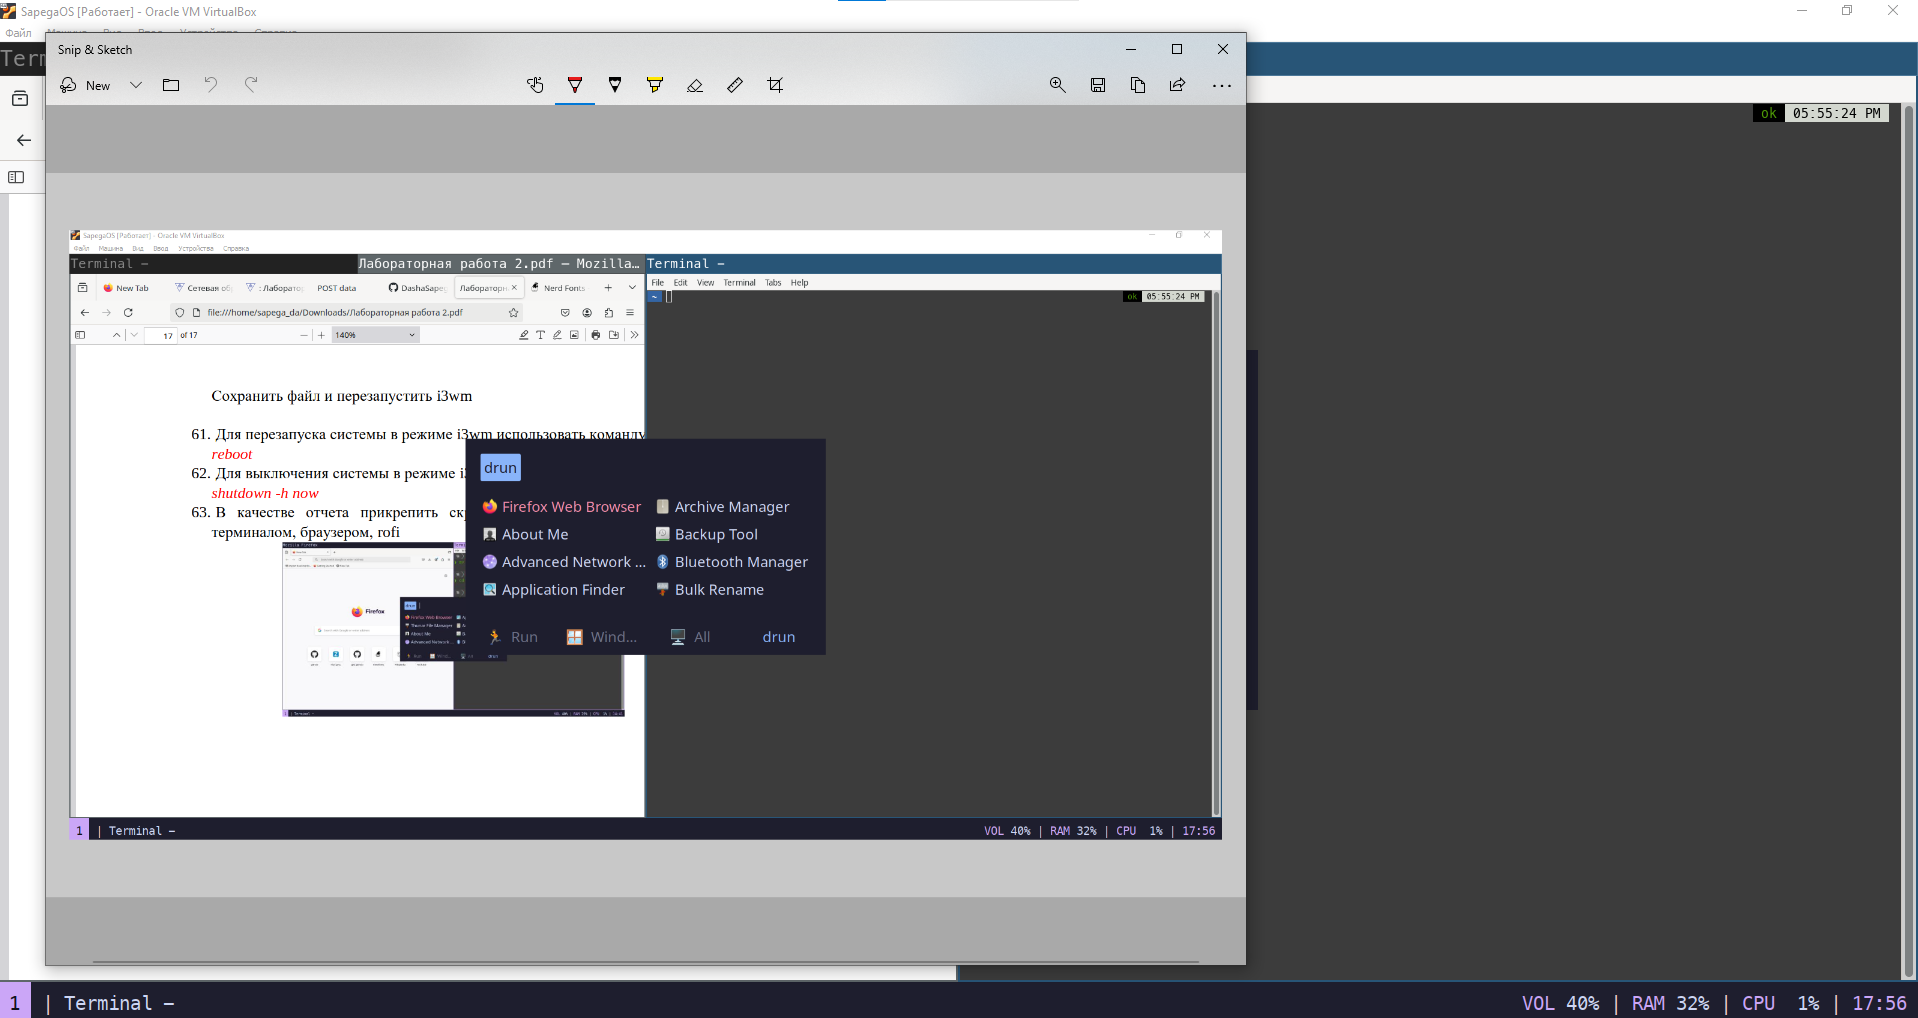 SapegaOS [Работает] - Oracle VM VirtualBox
Файл
Snip & Sketch
New
ok 05:55:24 PM
SapegaOS [Работает] - Oracle VM VirtualBox
Файл Машина Вид Ввод Устройства Справка
Terminal -
Лабораторная работа 2.pdf — Mozilla…
Terminal -
New Tab
Сетевая об
: Лаборато
POST data
DashaSape
Лаборатор
Nerd Fonts
File Edit View Terminal Tabs Help
~
ok 05:55:24 PM
file:///home/sapega_da/Downloads/Лабораторная работа 2.pdf
17 of 17
140%
Сохранить файл и перезапустить i3wm
61. Для перезапуска системы в режиме i3wm использовать команду
reboot
62. Для выключения системы в режиме i
shutdown -h now
63. В качестве отчета прикрепить ск
терминалом, браузером, rofi
Firefox
drun
Firefox Web Browser
Archive Manager
About Me
Backup Tool
Advanced Network ...
Bluetooth Manager
Application Finder
Bulk Rename
Run
Wind...
All
drun
1 | Terminal -
VOL 40% | RAM 32% | CPU 1% | 17:56
1 | Terminal -
VOL 40% | RAM 32% | CPU 1% | 17:56